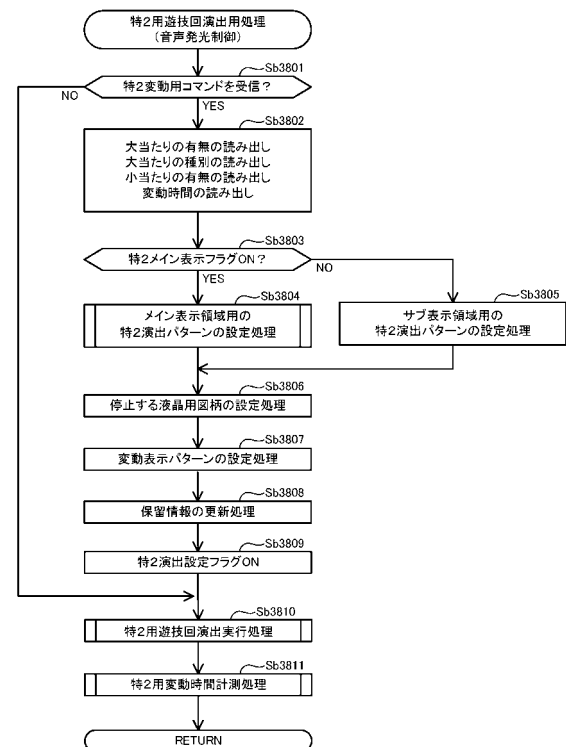 特2用遊技回演出用処理
(音声発光制御)
Sb3801
特2変動用コマンドを受信?
NO
YES
Sb3802
大当たりの有無の読み出し
大当たりの種別の読み出し
小当たりの有無の読み出し
変動時間の読み出し
Sb3803
特2メイン表示フラグON?
NO
YES
Sb3804
メイン表示領域用の
特2演出パターンの設定処理
Sb3805
サブ表示領域用の
特2演出パターンの設定処理
Sb3806
停止する液晶用図柄の設定処理
Sb3807
変動表示パターンの設定処理
Sb3808
保留情報の更新処理
Sb3809
特2演出設定フラグON
Sb3810
特2用遊技回演出実行処理
Sb3811
特2用変動時間計測処理
RETURN